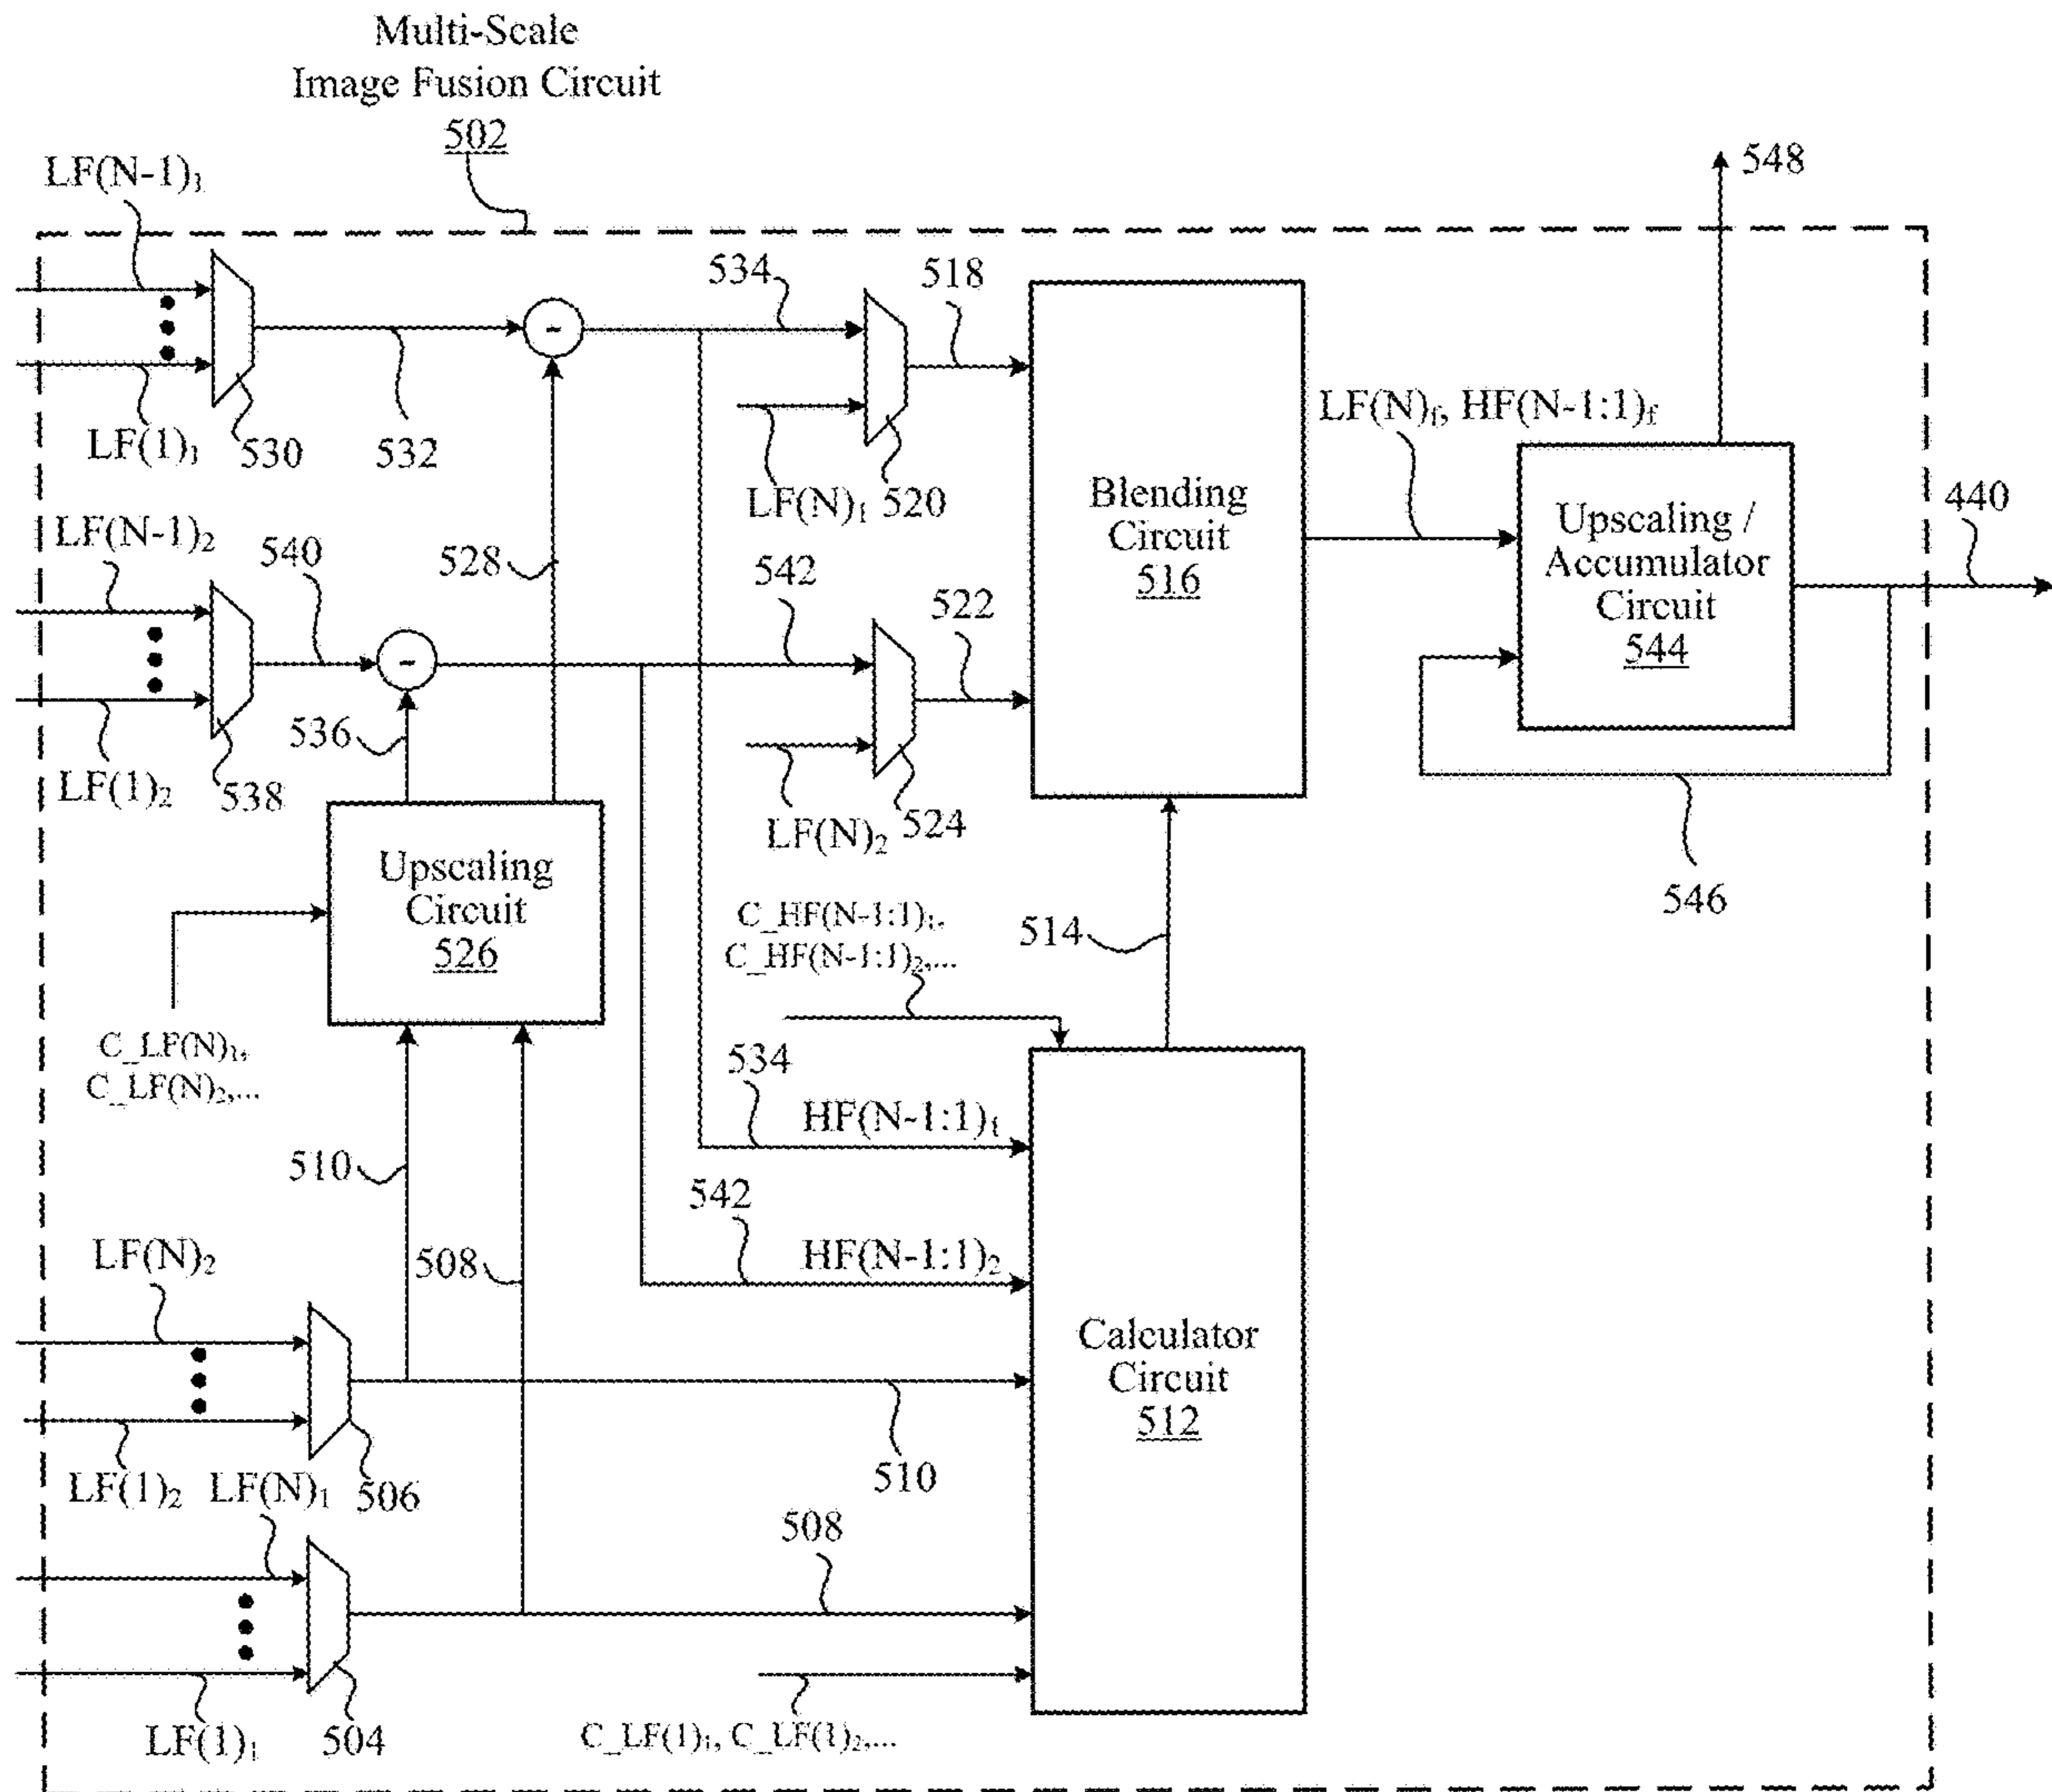 Multi-Scale
Image Fusion Circuit
502
LF(N-1)₁
548
534
518
LF(1)₁
530
532
LF(N)₁
520
Blending
Circuit
516
LF(N)f, HF(N-1:1)f
440
Upscaling /
Accumulator
Circuit
544
LF(N-1)₂
540
528
542
522
536
LF(1)₂
538
LF(N)₂
524
546
Upscaling
Circuit
526
C_HF(N-1:1)₁,
C_HF(N-1:1)₂,...
514
C_LF(N)₁,
C_LF(N)₂,...
534
HF(N-1:1)₁
510
542
HF(N-1:1)₂
LF(N)₂
508
Calculator
Circuit
512
LF(1)₂
LF(N)₁
506
510
508
LF(1)₁
504
C_LF(1)₁, C_LF(1)₂,...